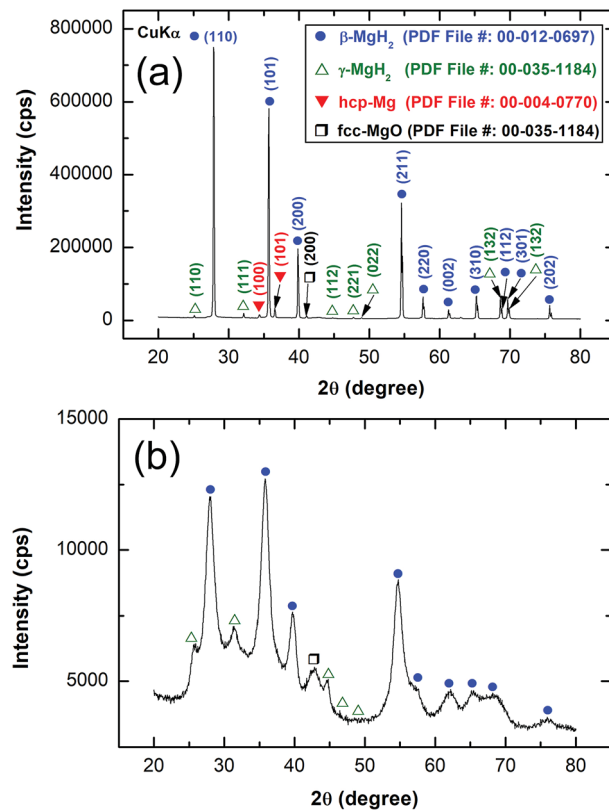 CuKα
(a)
β-MgH₂ (PDF File #: 00-012-0697)
γ-MgH₂ (PDF File #: 00-035-1184)
hcp-Mg (PDF File #: 00-004-0770)
fcc-MgO (PDF File #: 00-035-1184)
(110)
(101)
(211)
(200)
(101)
(200)
(110)
(111)
(100)
(112)
(221)
(022)
(220)
(002)
(310)
(132)
(112)
(301)
(132)
(202)
Intensity (cps)
800000
600000
400000
200000
0
20 30 40 50 60 70 80
2θ (degree)
(b)
Intensity (cps)
15000
10000
5000
20 30 40 50 60 70 80
2θ (degree)